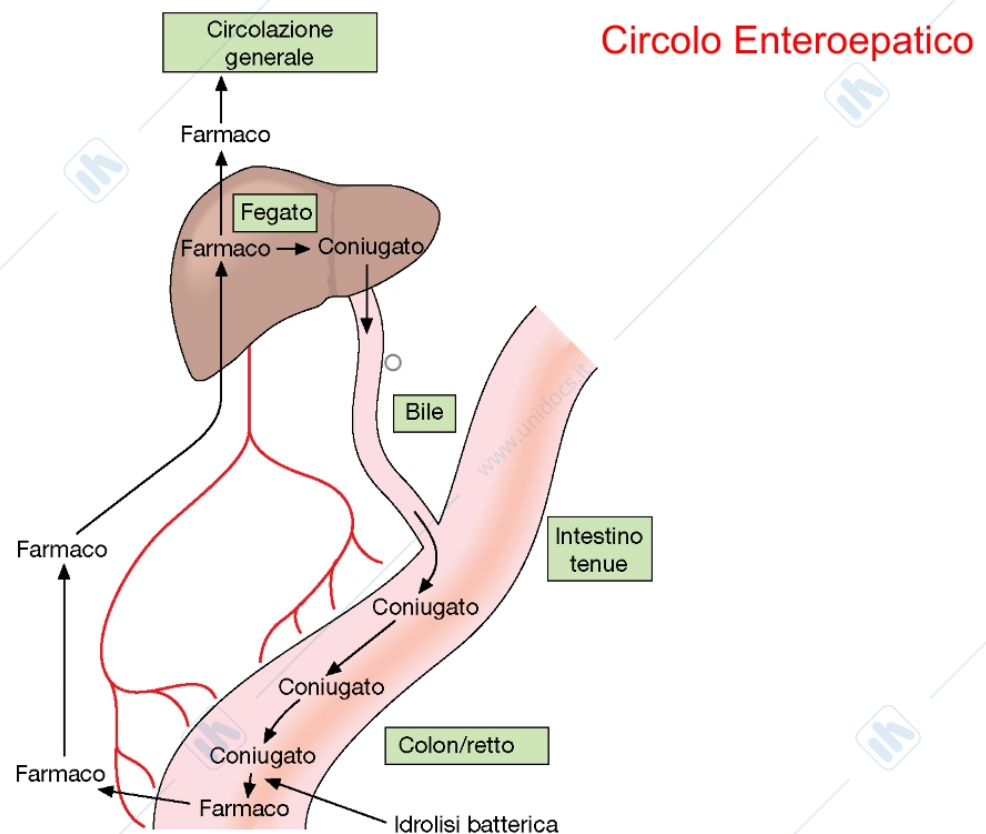 Circolo Enteroepatico
Circolazione
generale
Farmaco
Fegato
Farmaco
Coniugato
Bile
www.unidocs.it
Intestino
tenue
Farmaco
Coniugato
Coniugato
Colon/retto
Coniugato
Farmaco
Farmaco
Idrolisi batterica